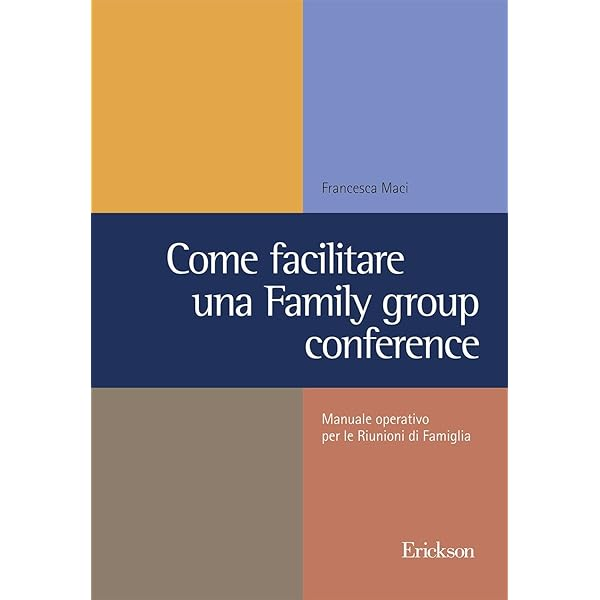 Francesca Maci
Come facilitare
una Family group
conference
Manuale operativo
per le Riunioni di Famiglia
Erickson